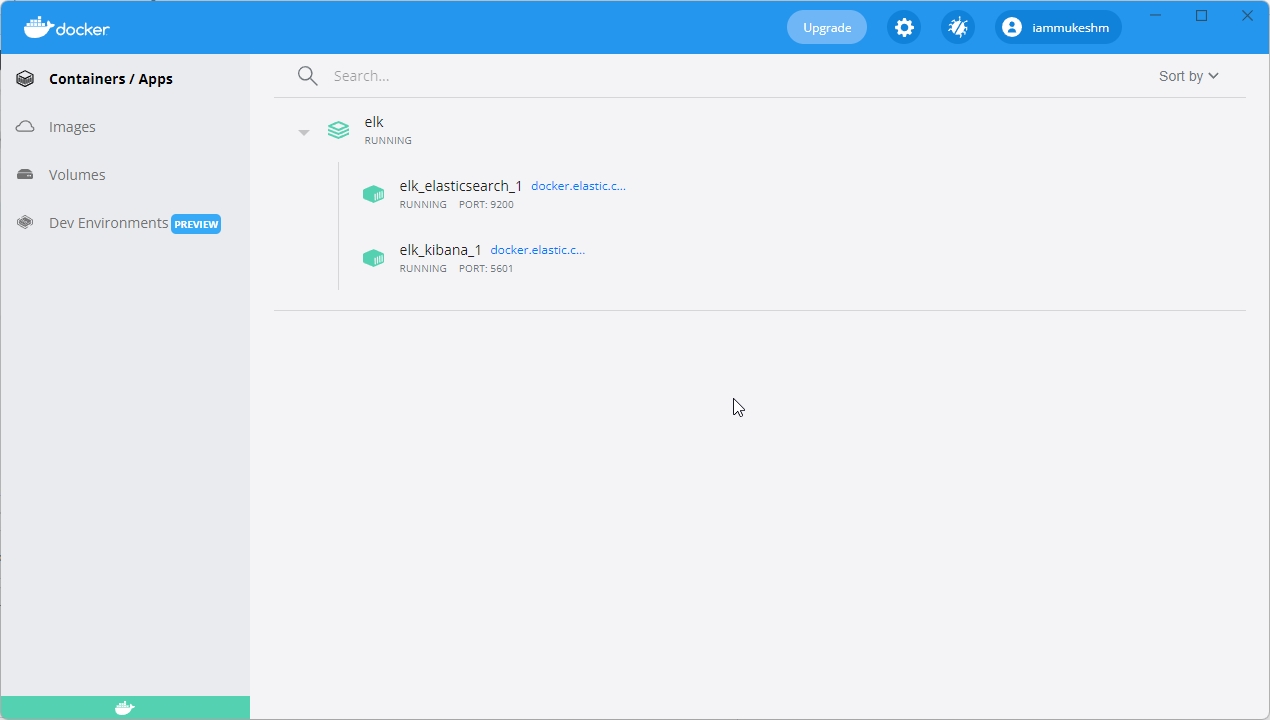 docker
Upgrade
iammukeshm
Containers / Apps
Images
Volumes
Dev Environments PREVIEW
Search...
Sort by
elk
RUNNING
elk_elasticsearch_1 docker.elastic.c...
RUNNING PORT: 9200
elk_kibana_1 docker.elastic.c...
RUNNING PORT: 5601